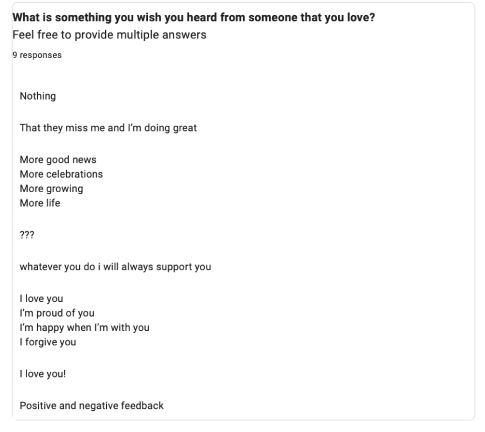 What is something you wish you heard from someone that you love?
Feel free to provide multiple answers
9 responses
Nothing
That they miss me and I'm doing great
More good news
More celebrations
More growing
More life
???
whatever you do i will always support you
I love you
I'm proud of you
I'm happy when I'm with you
I forgive you
I love you!
Positive and negative feedback